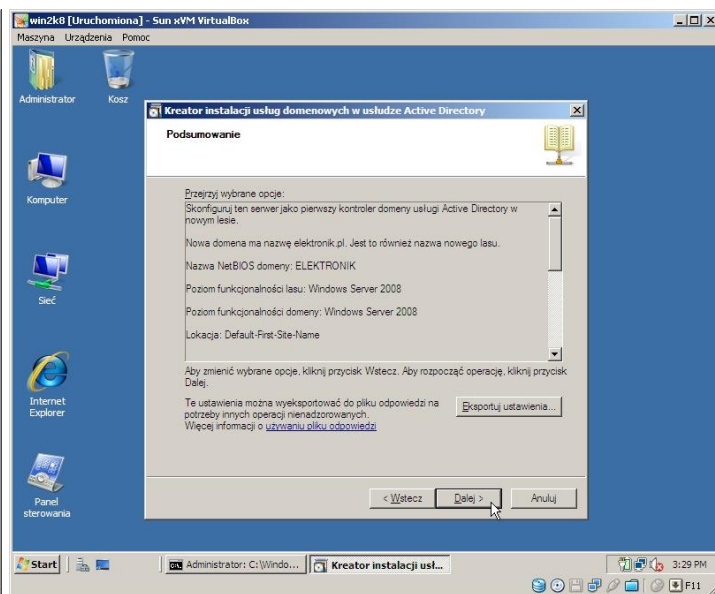 win2k8 [Uruchomiona] - Sun xVM VirtualBox
Maszyna Urządzenia Pomoc
Administrator
Kosz
Kreator instalacji usług domenowych w usłudze Active Directory
Podsumowanie
Komputer
Przejrzyj wybrane opcje:
Skonfiguruj ten serwer jako pierwszy kontroler domeny usługi Active Directory w
nowym lesie.
Nowa domena ma nazwę elektronik.pl. Jest to również nazwa nowego lasu.
Nazwa NetBIOS domeny: ELEKTRONIK
Poziom funkcjonalności lasu: Windows Server 2008
Poziom funkcjonalności domeny: Windows Server 2008
Lokacja: Default-First-Site-Name
Sieć
Aby zmienić wybrane opcje, kliknij przycisk Wstecz. Aby rozpocząć operację, kliknij przycisk
Dalej.
Te ustawienia można wyeksportować do pliku odpowiedzi na
potrzeby innych operacji nienadzorowanych.
Więcej informacji o używaniu pliku odpowiedzi
Eksportuj ustawienia...
Internet
Explorer
< Wstecz
Dalej >
Anuluj
Panel
sterowania
Start
Administrator: C:\Windo...
Kreator instalacji usł...
3:29 PM
F11